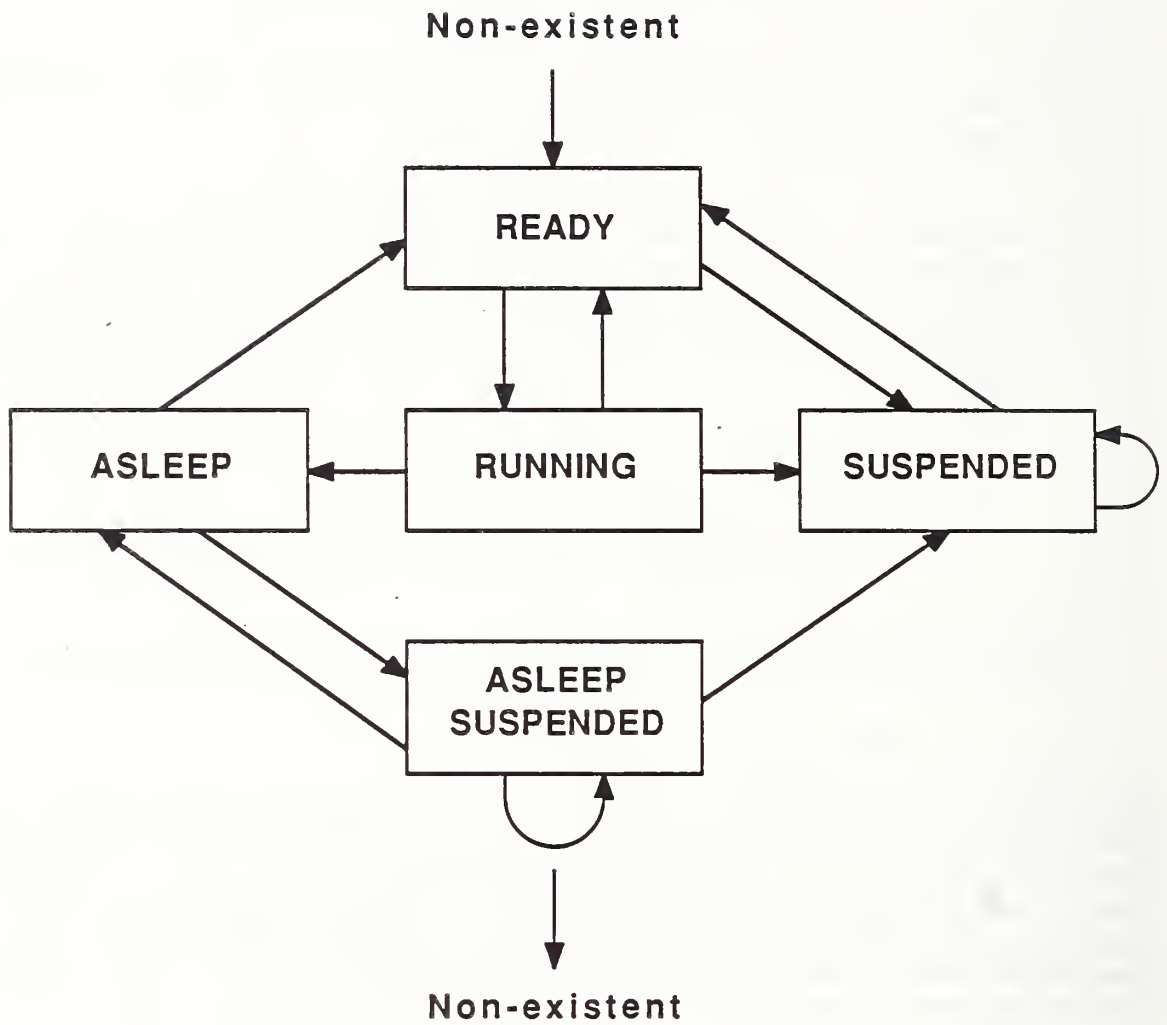 Non-existent
READY
ASLEEP
RUNNING
SUSPENDED
ASLEEP
SUSPENDED
Non-existent